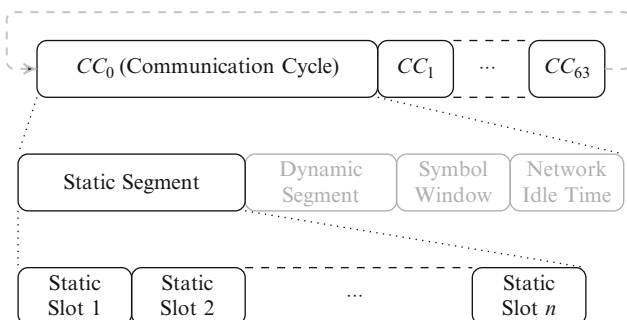 CC₀ (Communication Cycle) CC₁ ... CC₆₃
Static Segment
Dynamic
Segment
Symbol
Window
Network
Idle Time
Static
Slot 1
Static
Slot 2
...
Static
Slot n